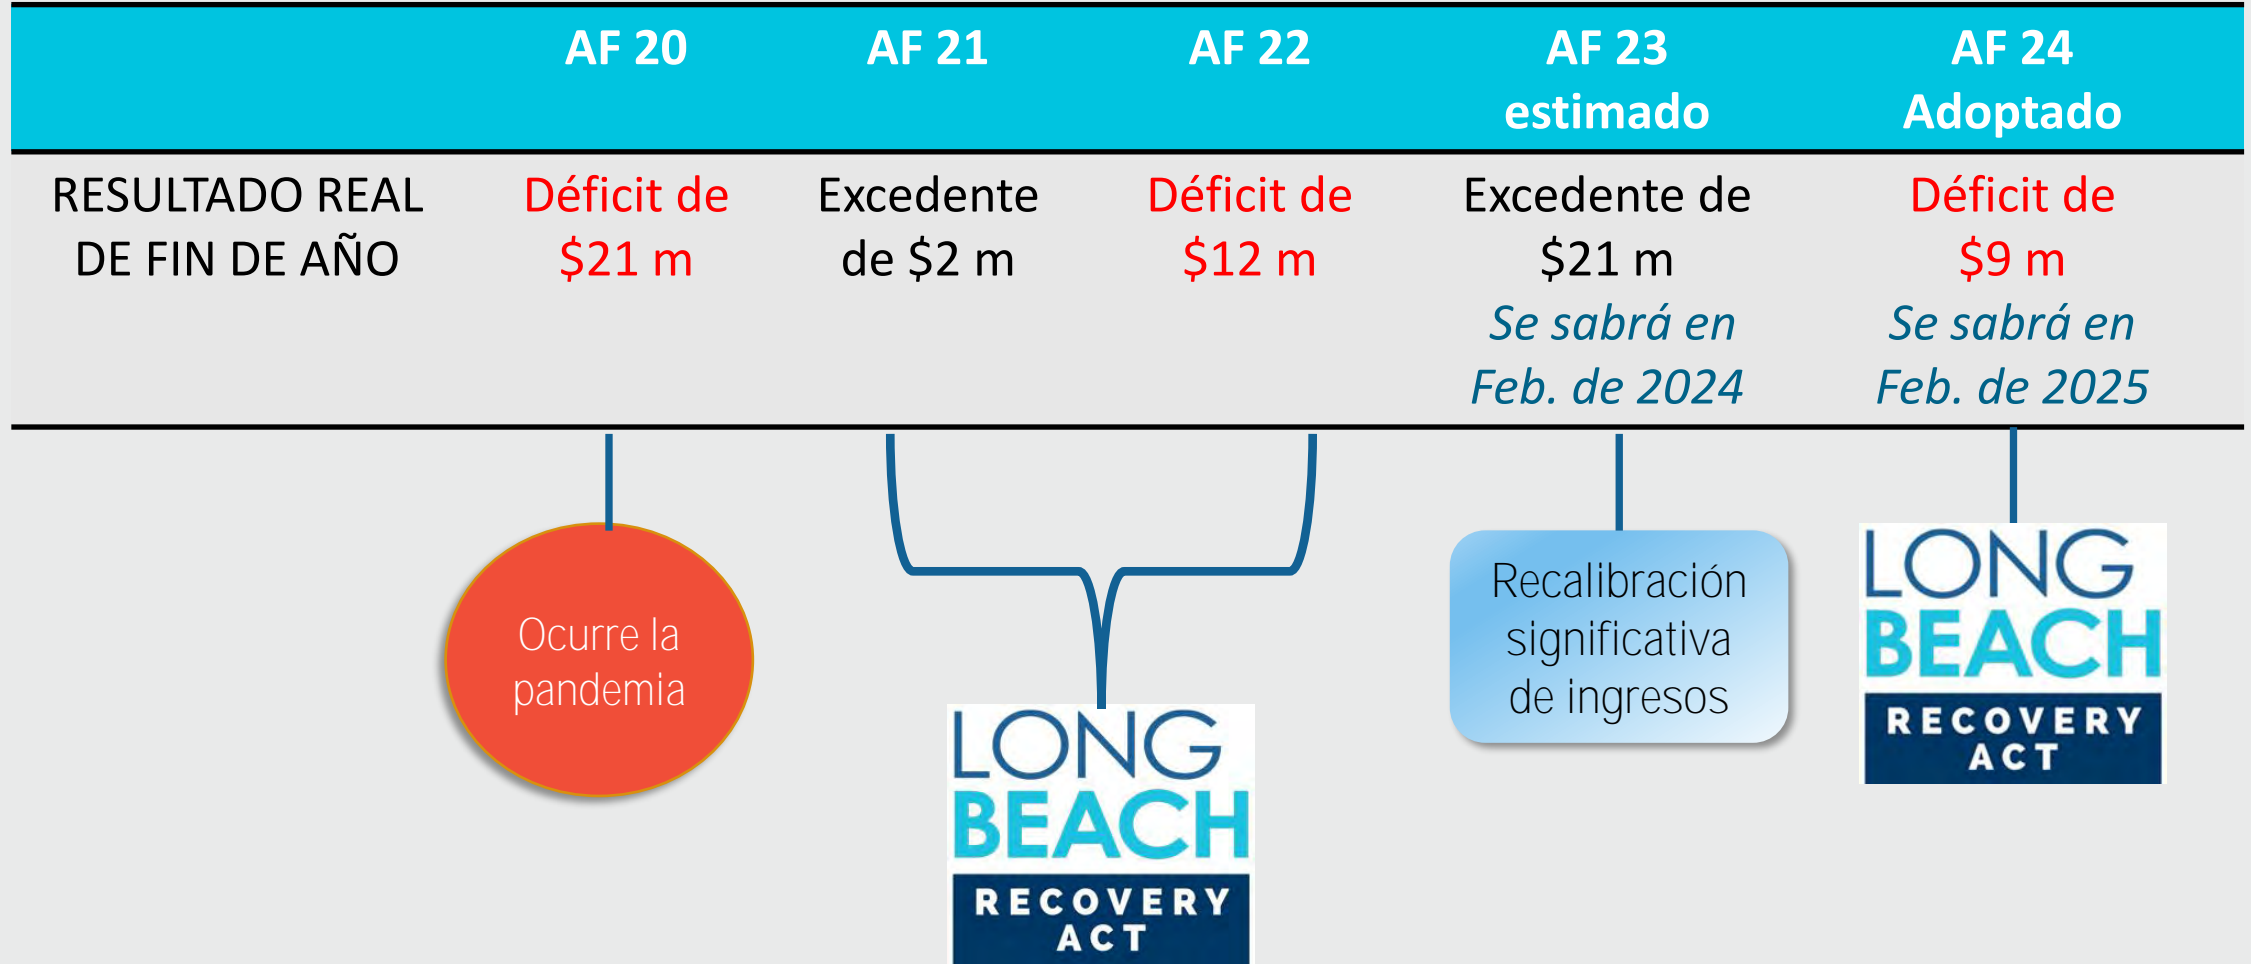 AF 20
AF 21
AF 22
AF 23
estimado
AF 24
Adoptado
RESULTADO REAL
DE FIN DE AÑO
Déficit de
$21 m
Excedente
de $2 m
Déficit de
$12 m
Excedente de
$21 m
Se sabrá en
Feb. de 2024
Déficit de
$9 m
Se sabrá en
Feb. de 2025
Ocurre la
pandemia
LONG
BEACH
RECOVERY
ACT
Recalibración
significativa
de ingresos
LONG
BEACH
RECOVERY
ACT